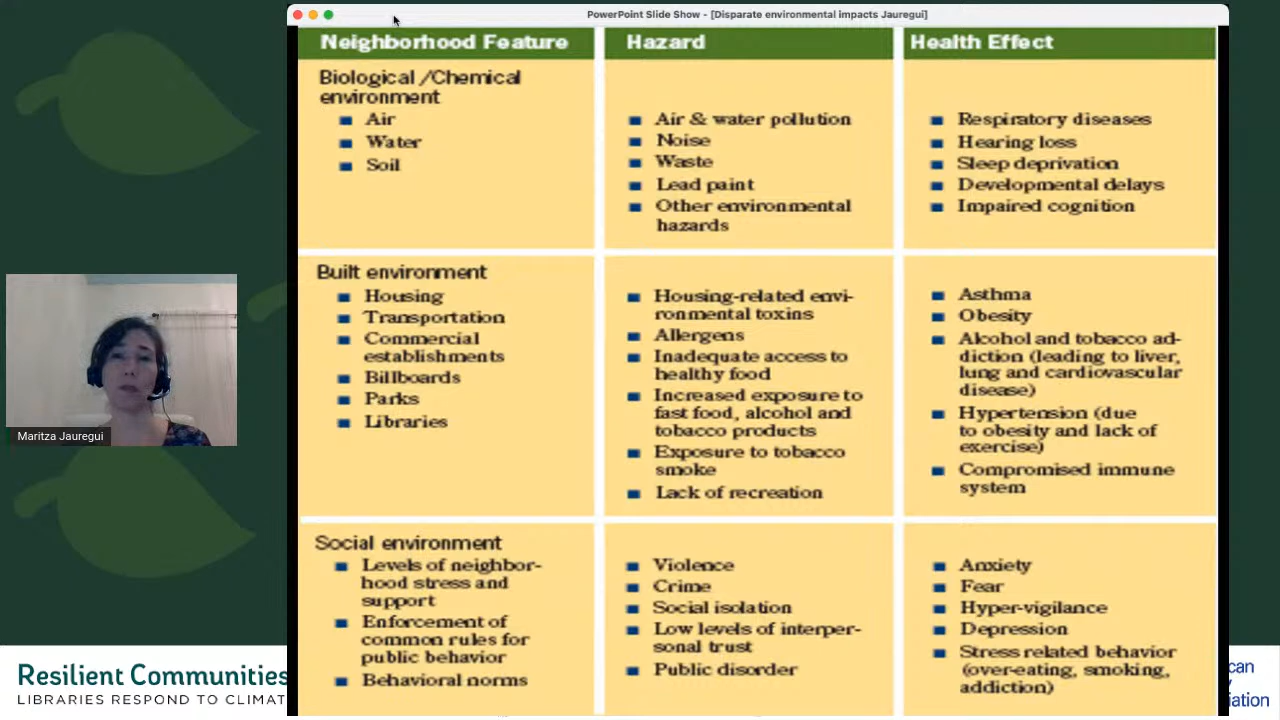 PowerPoint Slide Show - [Disparate environmental impacts Jauregui]
Neighborhood Feature
Hazard
Health Effect
Biological /Chemical
environment
Air
Water
Soil
Air & water pollution
Noise
Waste
Lead paint
Other environmental
hazards
Respiratory diseases
Hearing loss
Sleep deprivation
Developmental delays
Impaired cognition
Built environment
Housing
Transportation
Commercial
establishments
Billboards
Parks
Libraries
Housing-related envi-
ronmental toxins
Allergens
Inadequate access to
healthy food
Increased exposure to
fast food, alcohol and
tobacco products
Exposure to tobacco
smoke
Lack of recreation
Asthma
Obesity
Alcohol and tobacco ad-
diction (leading to liver,
lung and cardiovascular
disease)
Hypertension (due
to obesity and lack of
exercise)
Compromised immune
system
Social environment
Levels of neighbor-
hood stress and
support
Enforcement of
common rules for
public behavior
Behavioral norms
Violence
Crime
Social isolation
Low levels of interper-
sonal trust
Public disorder
Anxiety
Fear
Hyper-vigilance
Depression
Stress related behavior
(over-eating, smoking,
addiction)
Maritza Jauregui
Resilient Communities
LIBRARIES RESPOND TO CLIMAT
can
y
iation